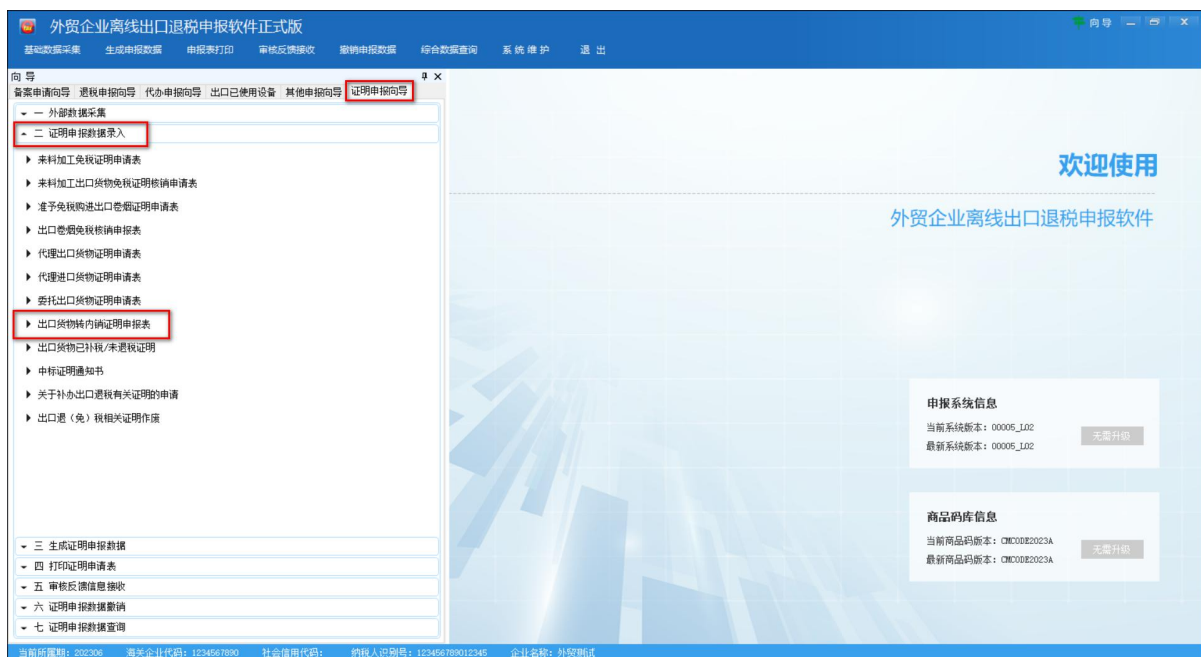 外贸企业离线出口退税申报软件正式版
向导
基础数据采集 生成申报数据 申报表打印 审核反馈接收 撤销申报数据 综合数据查询 系统维护 退出
向导
备案申请向导 退税申报向导 代办申报向导 出口已使用设备 其他申报向导 证明申报向导
一 外部数据采集
二 证明申报数据录入
来料加工免税证明申请表
来料加工出口货物免税证明核销申请表
准予免税购进出口卷烟证明申请表
出口卷烟免税核销申报表
代理出口货物证明申请表
代理进口货物证明申请表
委托出口货物证明申请表
出口货物转内销证明申报表
出口货物已补税/未退税证明
中标证明通知书
关于补办出口退税有关证明的申请
出口退（免）税相关证明作废
三 生成证明申报数据
四 打印证明申请表
五 审核反馈信息接收
六 证明申报数据撤销
七 证明申报数据查询
欢迎使用
外贸企业离线出口退税申报软件
申报系统信息
当前系统版本：00005_L02
最新系统版本：00005_L02
无需升级
商品码库信息
当前商品码版本：CMCODE2023A
最新商品码版本：CMCODE2023A
无需升级
当前所属期：202306 海关企业代码：1234567890 社会信用代码： 纳税人识别号：123456789012345 企业名称：外贸测试